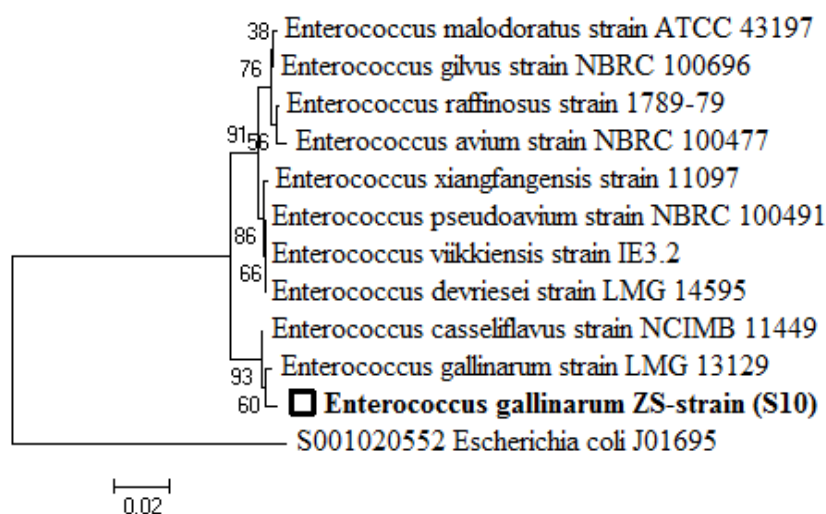 38
Enterococcus malodoratus strain ATCC 43197
76
Enterococcus gilvus strain NBRC 100696
Enterococcus raffinosus strain 1789-79
91
56
Enterococcus avium strain NBRC 100477
Enterococcus xiangfangensis strain 11097
Enterococcus pseudoavium strain NBRC 100491
86
Enterococcus viikkiensis strain IE3.2
66
Enterococcus devriesei strain LMG 14595
Enterococcus casseliflavus strain NCIMB 11449
Enterococcus gallinarum strain LMG 13129
93
60
Enterococcus gallinarum ZS-strain (S10)
S001020552 Escherichia coli J01695
0.02